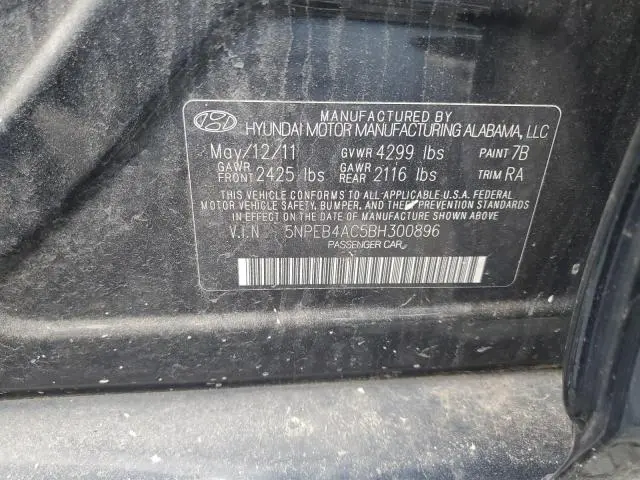 MANUFACTURED BY
HYUNDAI MOTOR MANUFACTURING ALABAMA, LLC
May/12/11 GVWR 4299 lbs PAINT 7B
GAWR FRONT 2425 lbs GAWR REAR 2116 lbs TRIM RA
THIS VEHICLE CONFORMS TO ALL APPLICABLE U.S.A. FEDERAL
MOTOR VEHICLE SAFETY, BUMPER, AND THEFT PREVENTION STANDARDS
IN EFFECT ON THE DATE OF MANUFACTURE SHOWN ABOVE.
V.I.N : 5NPEB4AC5BH300896
PASSENGER CAR